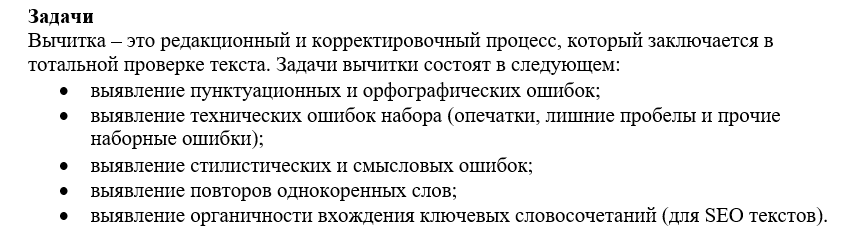 Задачи
Вычитка – это редакционный и корректировочный процесс, который заключается в
тотальной проверке текста. Задачи вычитки состоят в следующем:
• выявление пунктуационных и орфографических ошибок;
• выявление технических ошибок набора (опечатки, лишние пробелы и прочие
наборные ошибки);
• выявление стилистических и смысловых ошибок;
• выявление повторов однокоренных слов;
• выявление органичности вхождения ключевых словосочетаний (для SEO текстов).